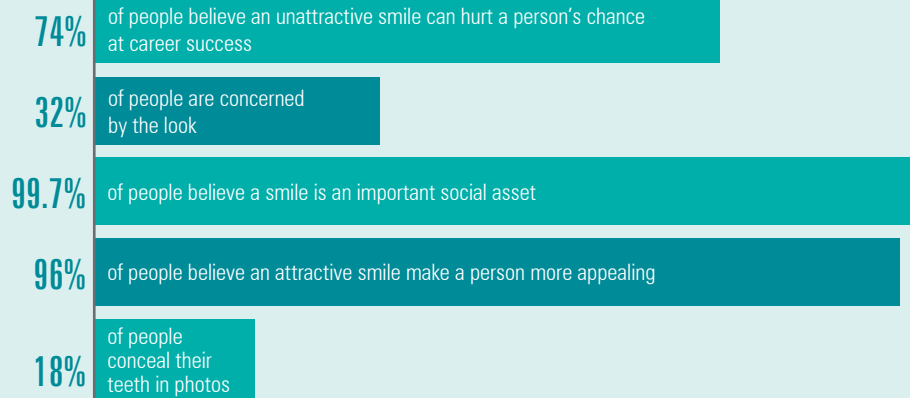 74%
of people believe an unattractive smile can hurt a person's chance
at career success
32%
of people are concerned
by the look
99.7%
of people believe a smile is an important social asset
96%
of people believe an attractive smile make a person more appealing
18%
of people
conceal their
teeth in photos